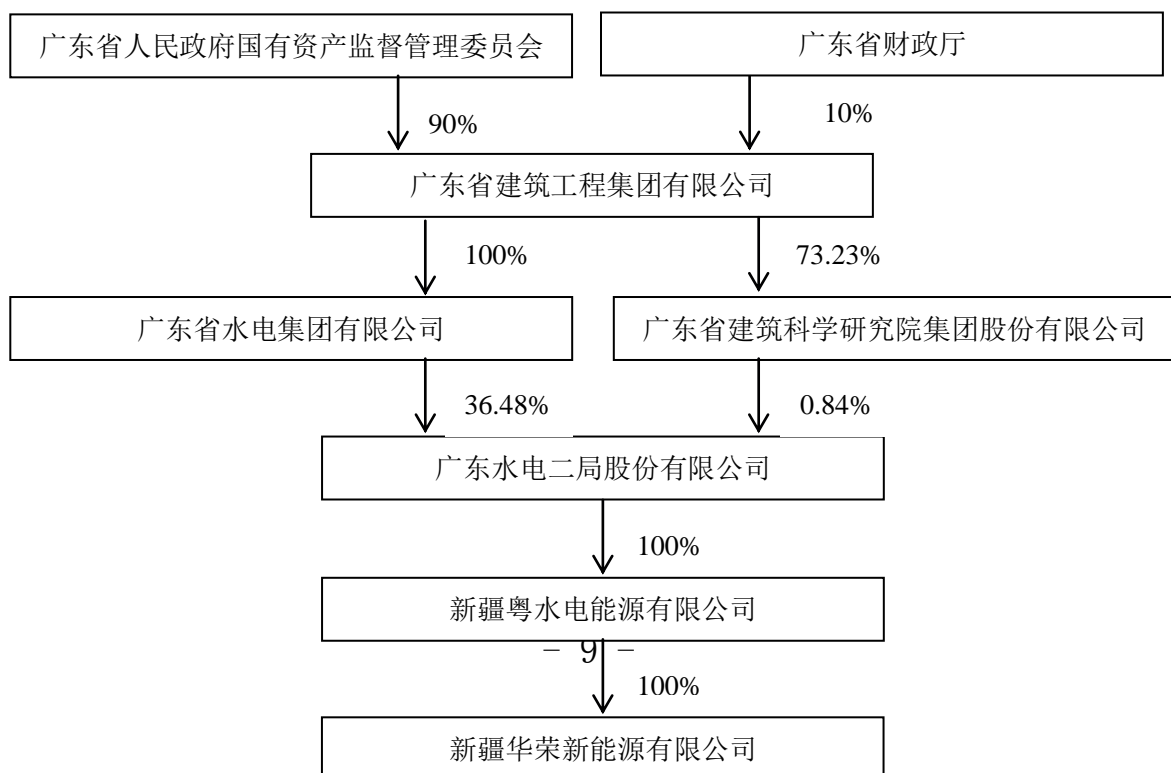 广东省人民政府国有资产监督管理委员会
广东省财政厅
90%
10%
广东省建筑工程集团有限公司
100%
73.23%
广东省水电集团有限公司
广东省建筑科学研究院集团股份有限公司
36.48%
0.84%
广东水电二局股份有限公司
100%
新疆粤水电能源有限公司
- 9 -
100%
新疆华荣新能源有限公司